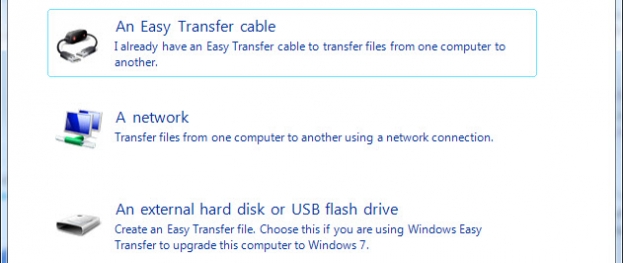 An Easy Transfer cable
I already have an Easy Transfer cable to transfer files from one computer to
another.
A network
Transfer files from one computer to another using a network connection.
An external hard disk or USB flash drive
Create an Easy Transfer file. Choose this if you are using Windows Easy
Transfer to upgrade this computer to Windows 7.